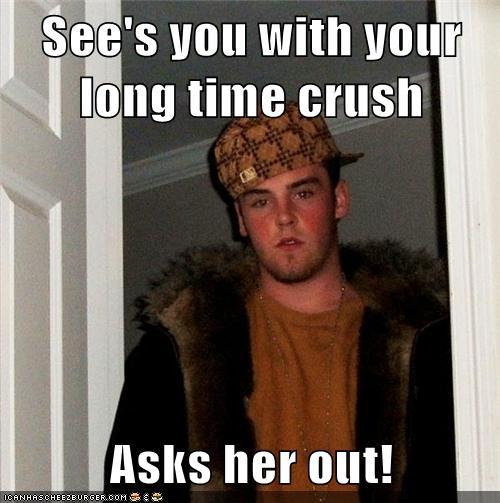 See's you with your
long time crush
Asks her out!
ICANHASCHEEZBURGER.COM